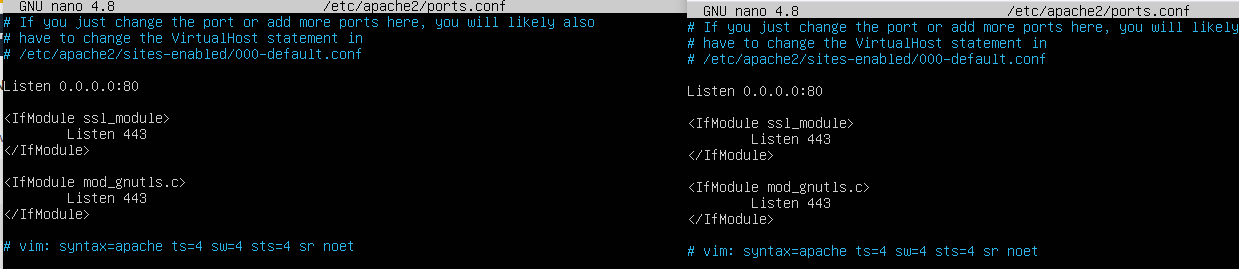 GNU nano 4.8 /etc/apache2/ports.conf
# If you just change the port or add more ports here, you will likely also
# have to change the VirtualHost statement in
# /etc/apache2/sites-enabled/000-default.conf
Listen 0.0.0.0:80
<IfModule ssl_module>
Listen 443
</IfModule>
<IfModule mod_gnutls.c>
Listen 443
</IfModule>
# vim: syntax=apache ts=4 sw=4 sts=4 sr noet
GNU nano 4.8 /etc/apache2/ports.conf
# If you just change the port or add more ports here, you will likely
# have to change the VirtualHost statement in
# /etc/apache2/sites-enabled/000-default.conf
Listen 0.0.0.0:80
<IfModule ssl_module>
Listen 443
</IfModule>
<IfModule mod_gnutls.c>
Listen 443
</IfModule>
# vim: syntax=apache ts=4 sw=4 sts=4 sr noet